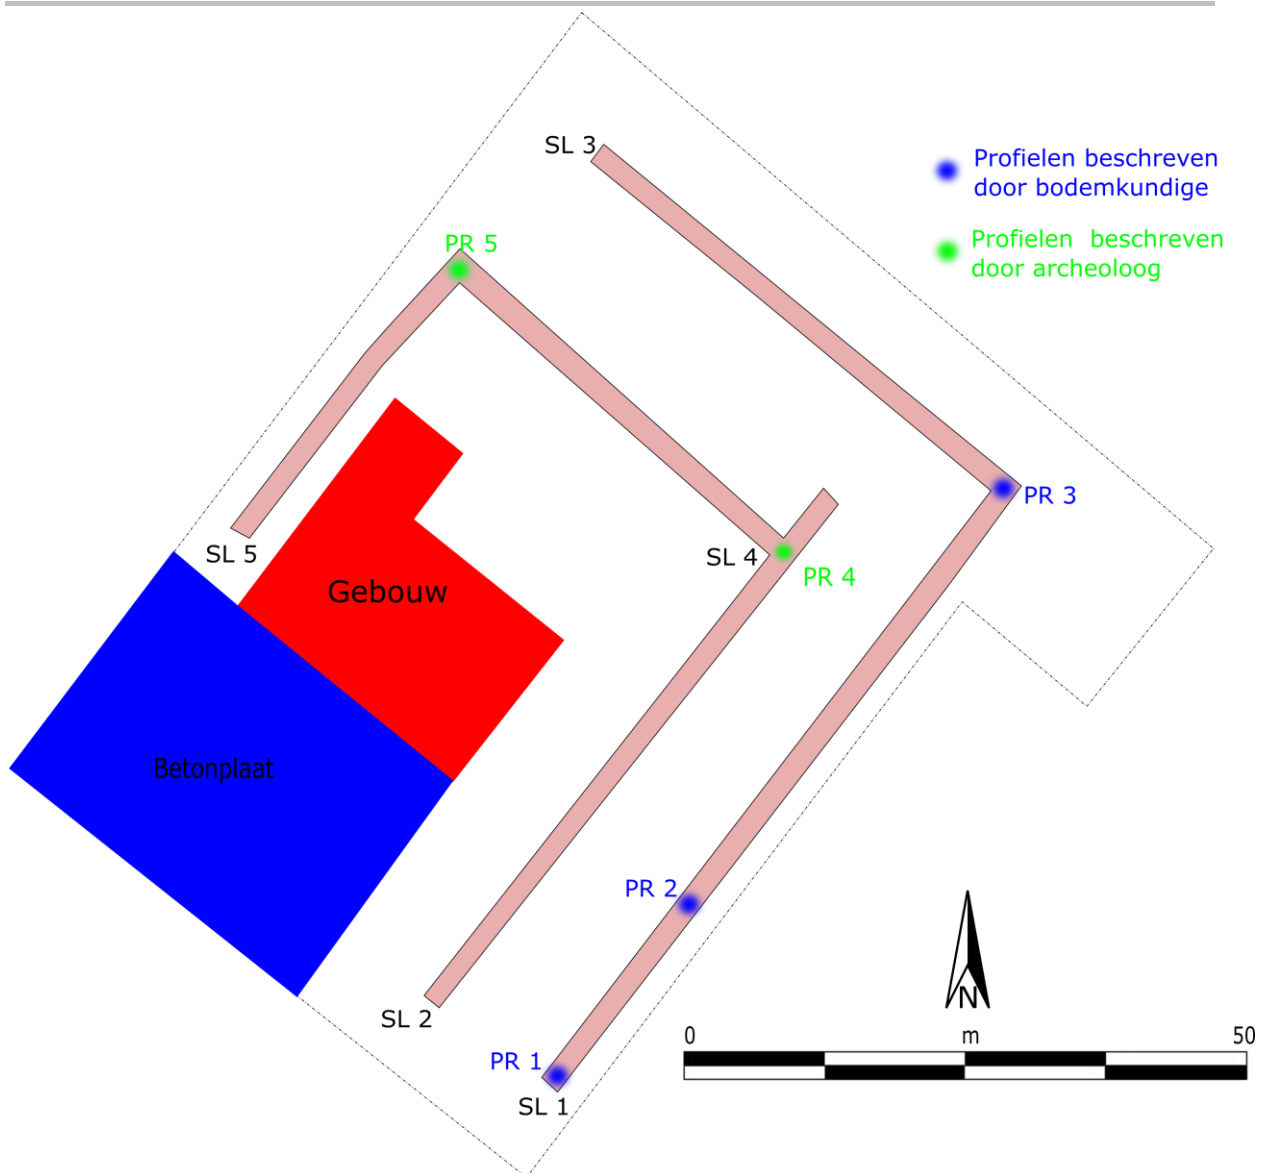 SL 3
Profielen beschreven
door bodemkundige
PR 5
Profielen beschreven
door archeoloog
PR 3
SL 5
SL 4
PR 4
Gebouw
Betonplaat
PR 2
SL 2
N
0 m 50
PR 1
SL 1